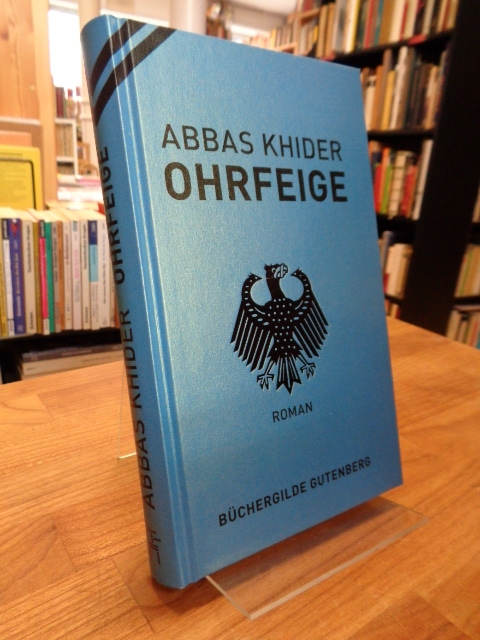 ABBAS KHIDER
OHRFEIGE
ROMAN
BÜCHERGILDE GUTENBERG
ABBAS KHIDER OHRFEIGE